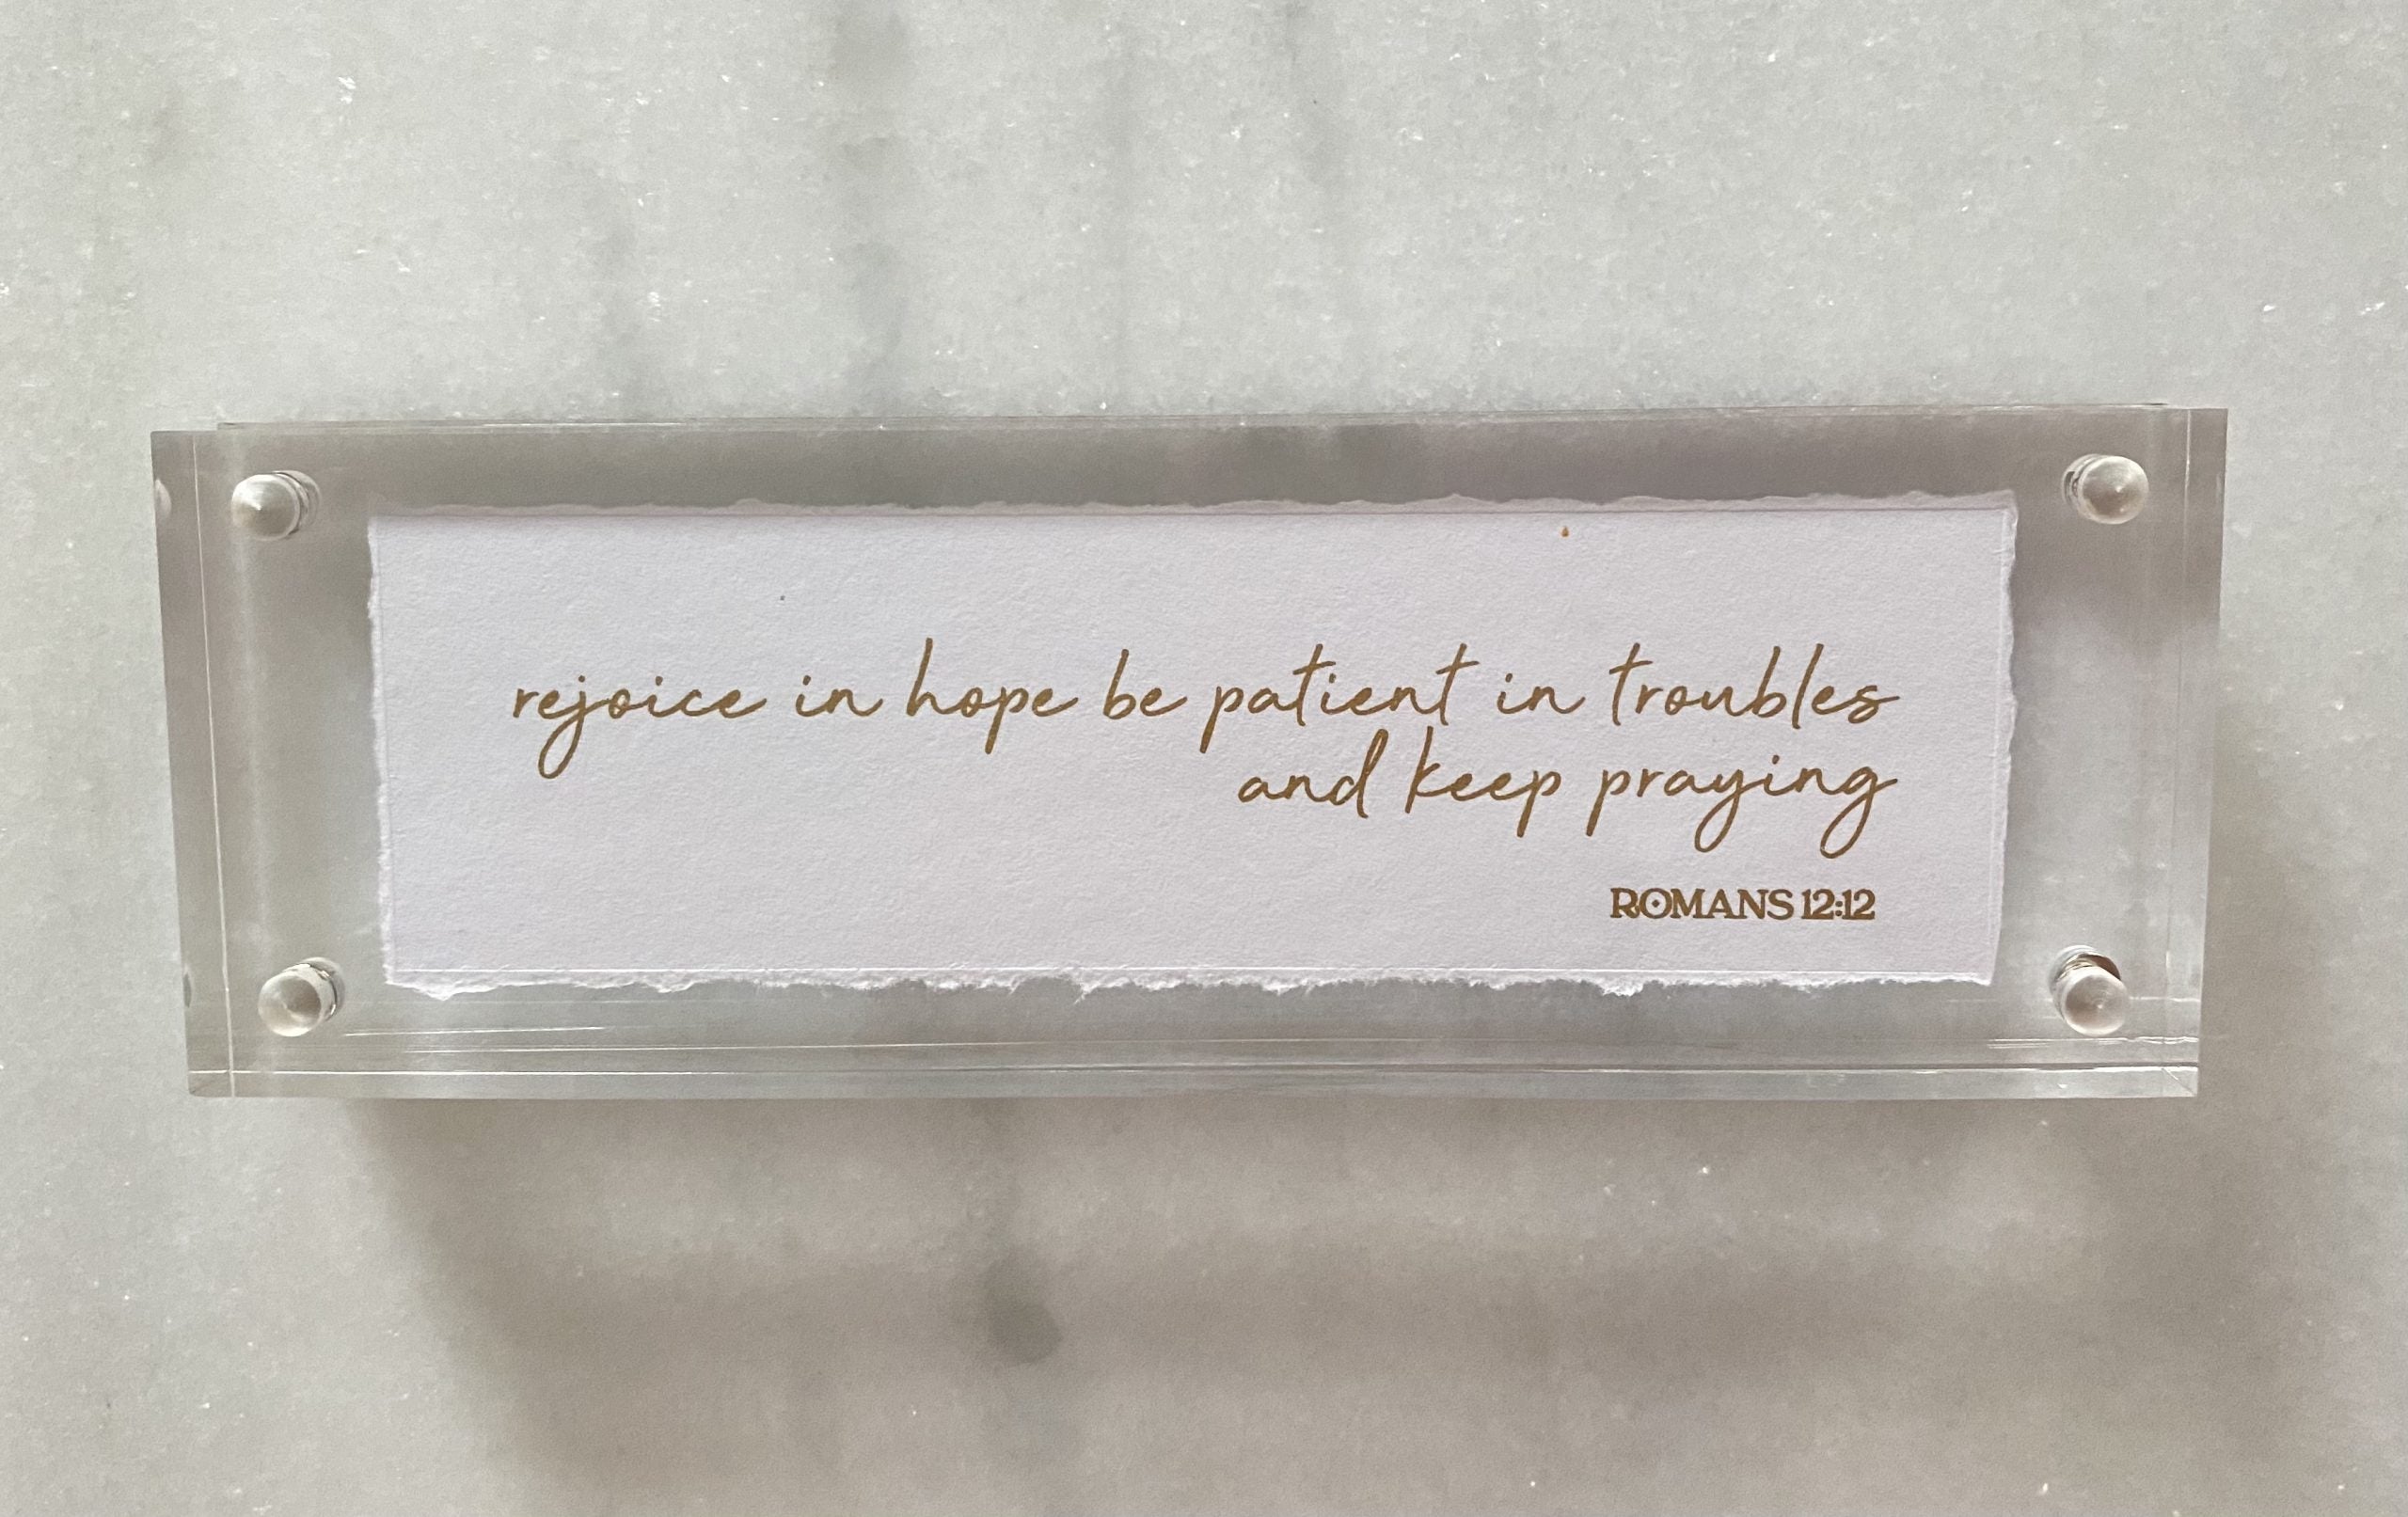 rejoice in hope be patient in troubles
and keep praying
ROMANS 12:12